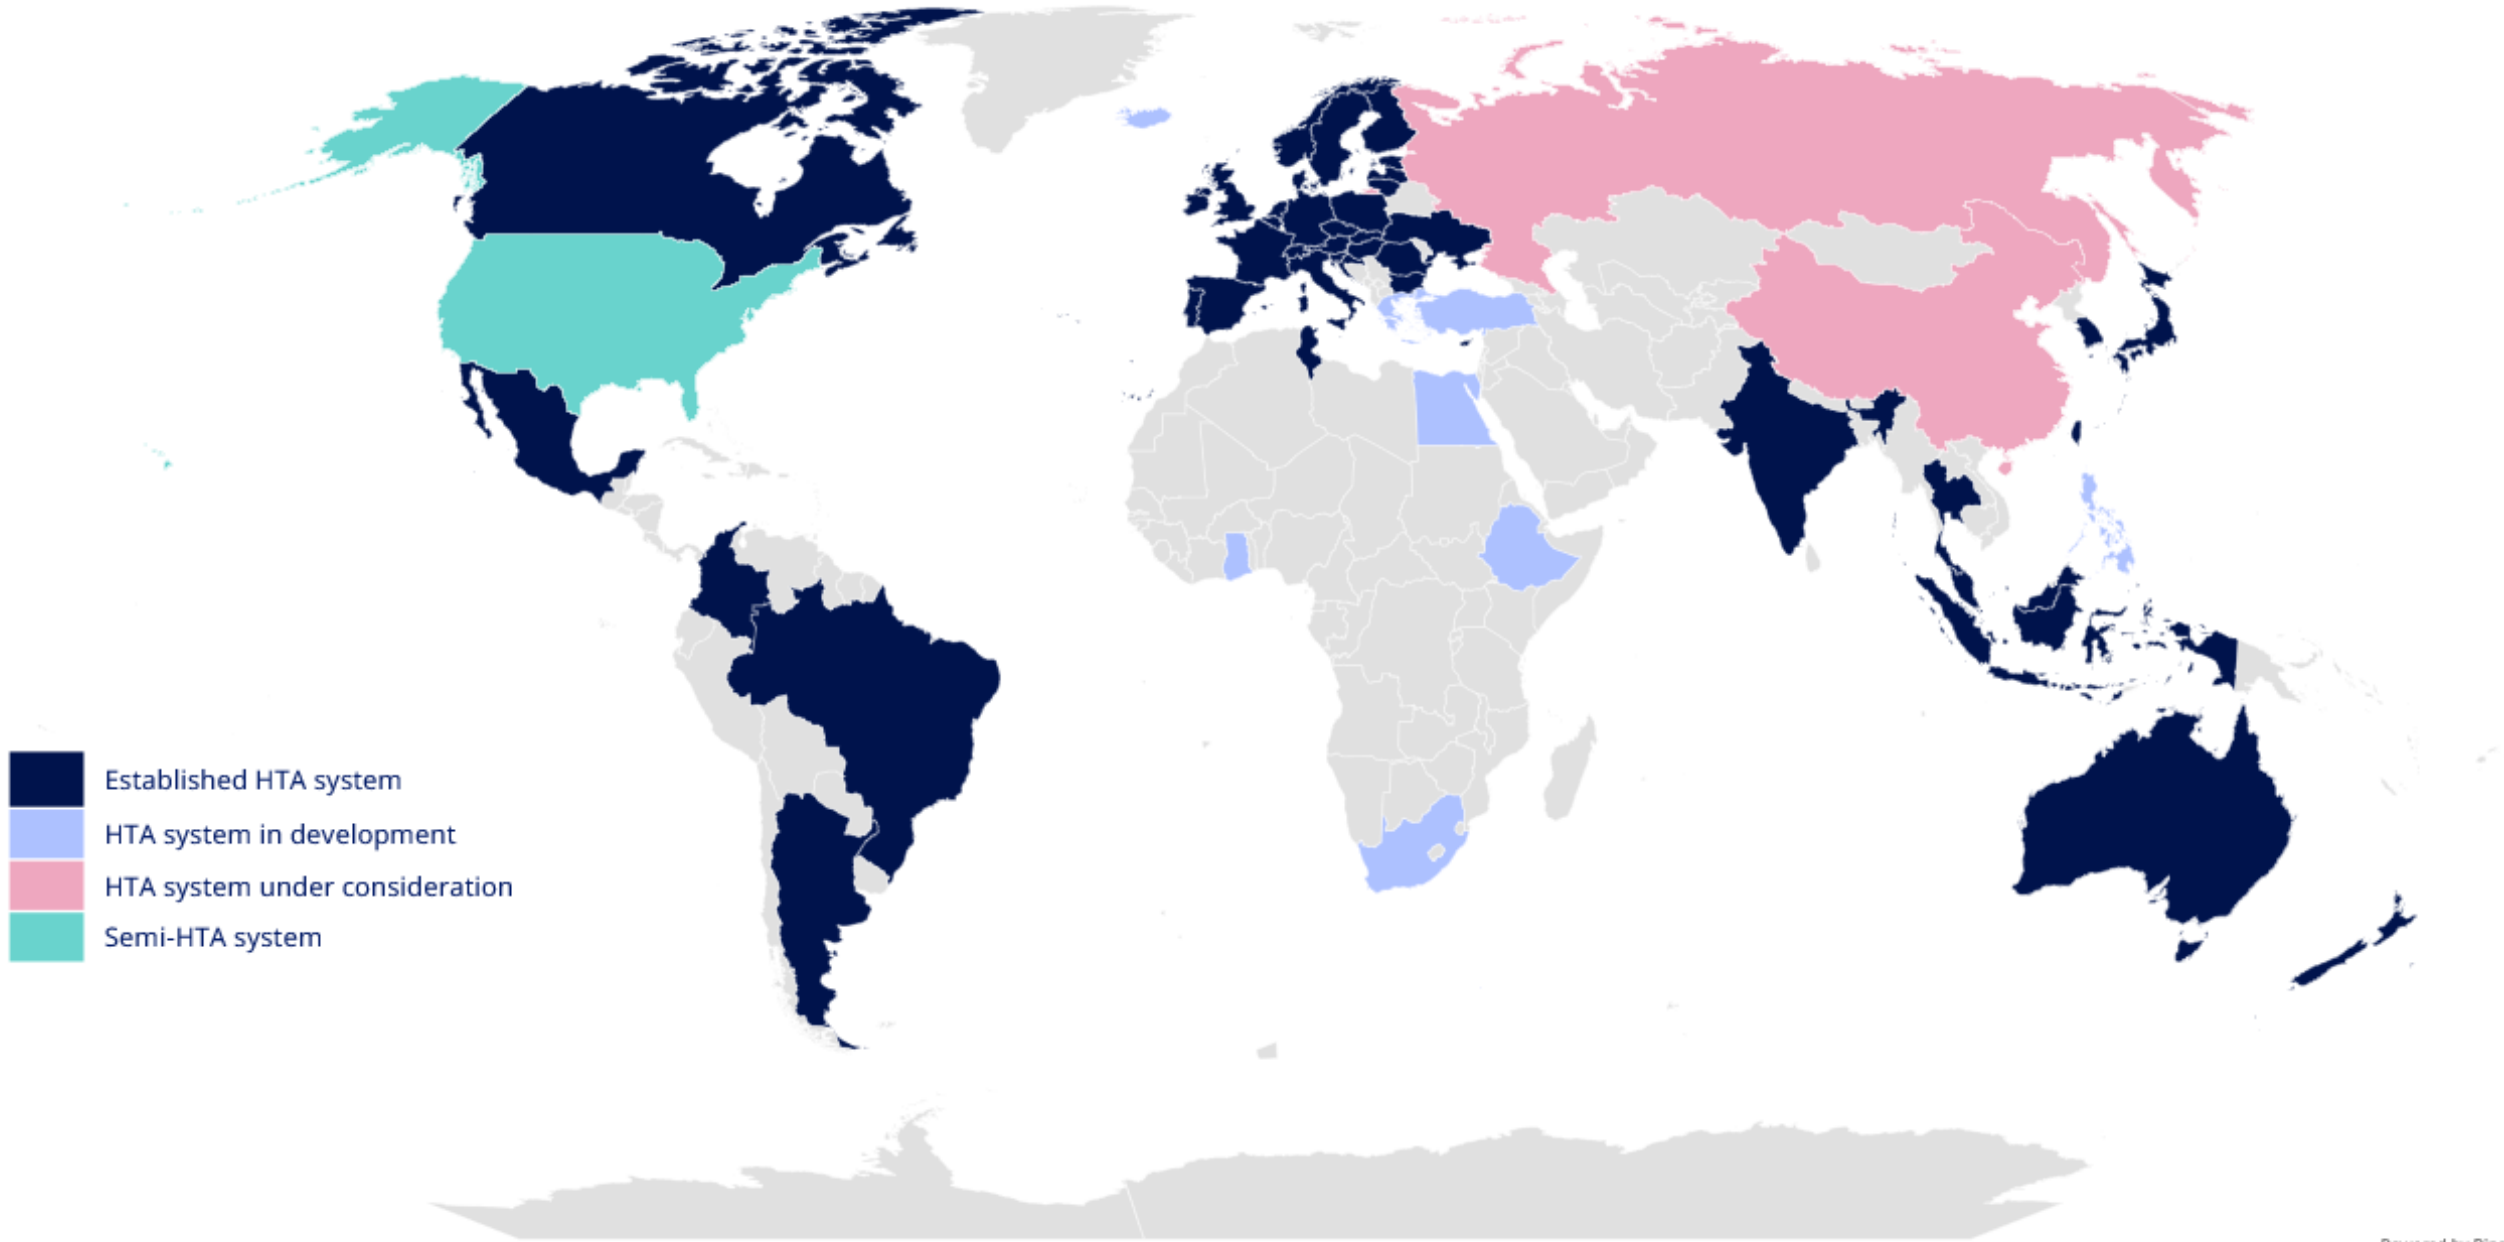 Established HTA system
HTA system in development
HTA system under consideration
Semi-HTA system